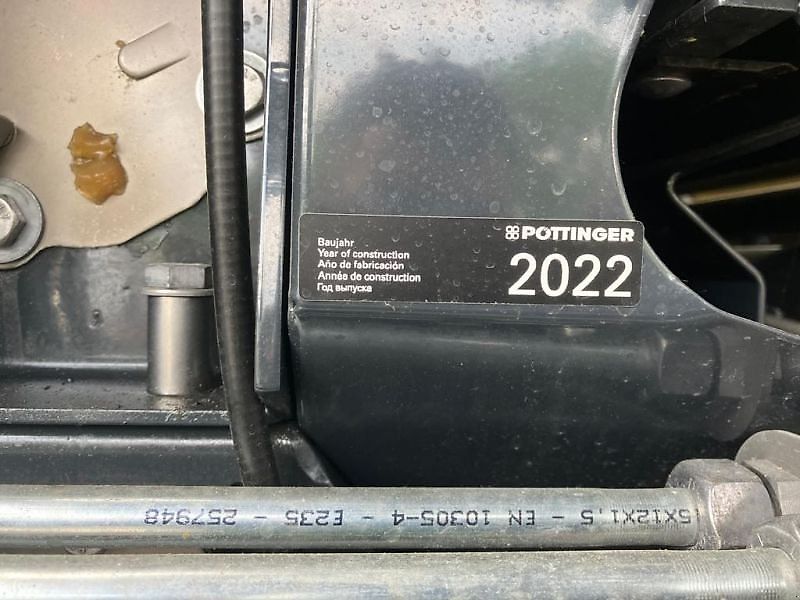 PÖTTINGER
Baujahr
Year of construction
Año de fabricación
Année de construction
Год выпуска
2022
5X12X1,5 - EN 10305-4 - E235 - 257948